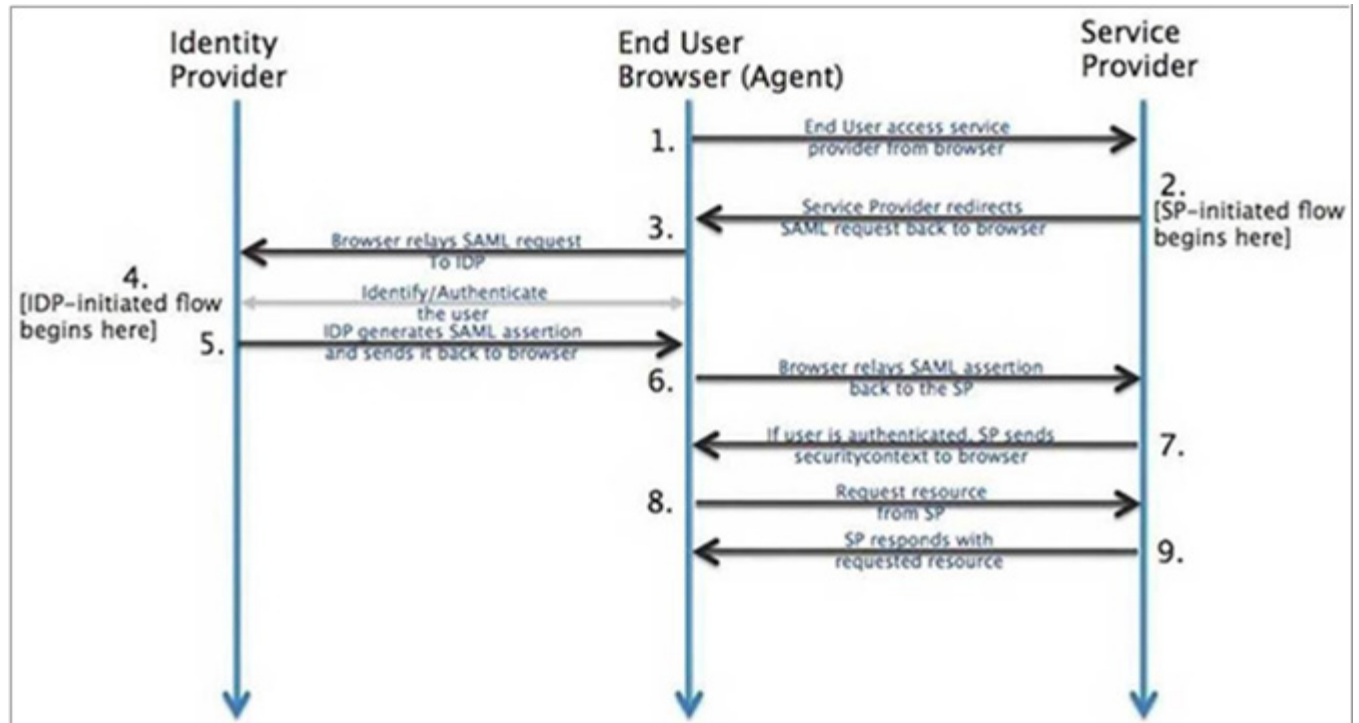 Identity
Provider
End User
Browser (Agent)
Service
Provider
1.
End User access service
provider from browser
2.
[SP-initiated flow
begins here]
Service Provider redirects
SAML request back to browser
3.
Browser relays SAML request
To IDP
4.
[IDP-initiated flow
begins here]
Identify/Authenticate
the user
5.
IDP generates SAML assertion
and sends it back to browser
6.
Browser relays SAML assertion
back to the SP
If user is authenticated, SP sends
securitycontext to browser
7.
8.
Request resource
from SP
SP responds with
requested resource
9.